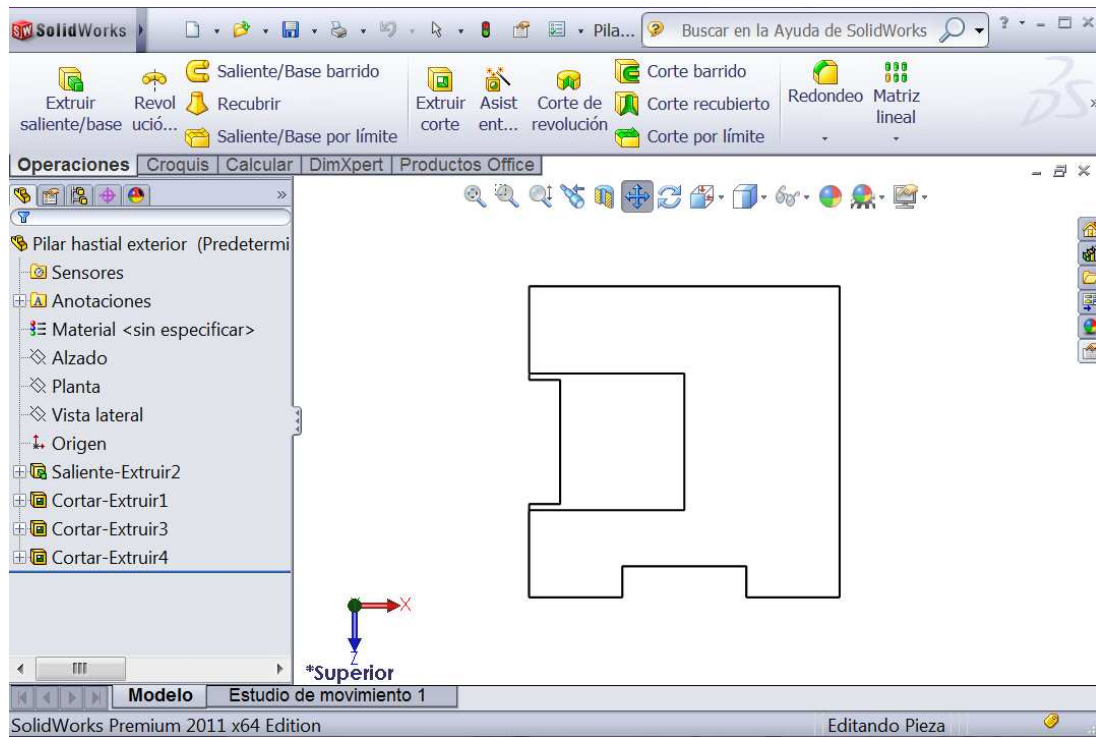 SolidWorks Pila... Buscar en la Ayuda de SolidWorks ?
Extruir saliente/base
Revol ució...
Saliente/Base barrido
Recubrir
Saliente/Base por límite
Extruir corte
Asist ent...
Corte de revolución
Corte barrido
Corte recubierto
Corte por límite
Redondeo
Matriz lineal
Operaciones Croquis Calcular DimXpert Productos Office
Pilar hastial exterior (Predetermi
Sensores
Anotaciones
Material <sin especificar>
Alzado
Planta
Vista lateral
Origen
Saliente-Extruir2
Cortar-Extruir1
Cortar-Extruir3
Cortar-Extruir4
X
Z
*Superior
Modelo Estudio de movimiento 1
SolidWorks Premium 2011 x64 Edition Editando Pieza